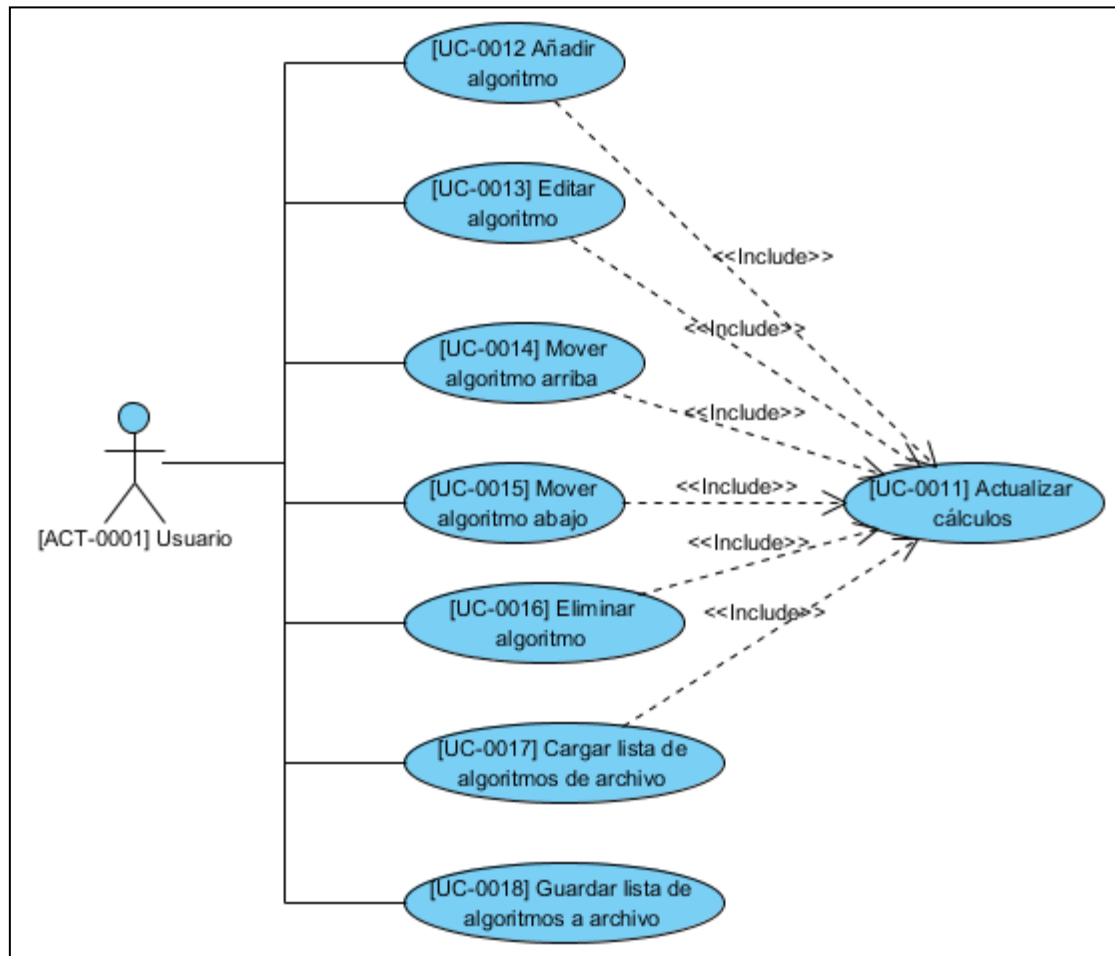 [UC-0012 Añadir
algoritmo
[UC-0013] Editar
algoritmo
<<Include>>
<<Include>>
[UC-0014] Mover
algoritmo arriba
<<Include>>
[UC-0015] Mover
algoritmo abajo
<<Include>>
[UC-0011] Actualizar
cálculos
[ACT-0001] Usuario
<<Include>>
[UC-0016] Eliminar
algoritmo
<<Include>>
[UC-0017] Cargar lista de
algoritmos de archivo
[UC-0018] Guardar lista de
algoritmos a archivo